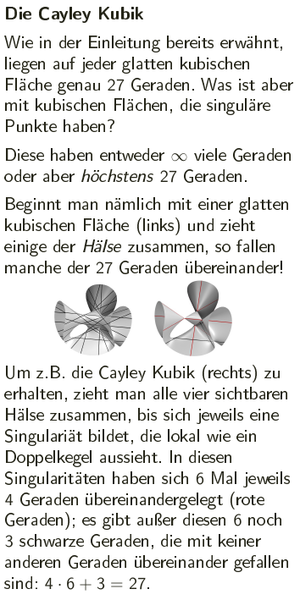 Die Cayley Kubik
Wie in der Einleitung bereits erwähnt,
liegen auf jeder glatten kubischen
Fläche genau 27 Geraden. Was ist aber
mit kubischen Flächen, die singuläre
Punkte haben?
Diese haben entweder ∞ viele Geraden
oder aber höchstens 27 Geraden.
Beginnt man nämlich mit einer glatten
kubischen Fläche (links) und zieht
einige der Hälse zusammen, so fallen
manche der 27 Geraden übereinander!
Um z.B. die Cayley Kubik (rechts) zu
erhalten, zieht man alle vier sichtbaren
Hälse zusammen, bis sich jeweils eine
Singulariät bildet, die lokal wie ein
Doppelkegel aussieht. In diesen
Singularitäten haben sich 6 Mal jeweils
4 Geraden übereinandergelegt (rote
Geraden); es gibt außer diesen 6 noch
3 schwarze Geraden, die mit keiner
anderen Geraden übereinander gefallen
sind: 4 · 6 + 3 = 27.